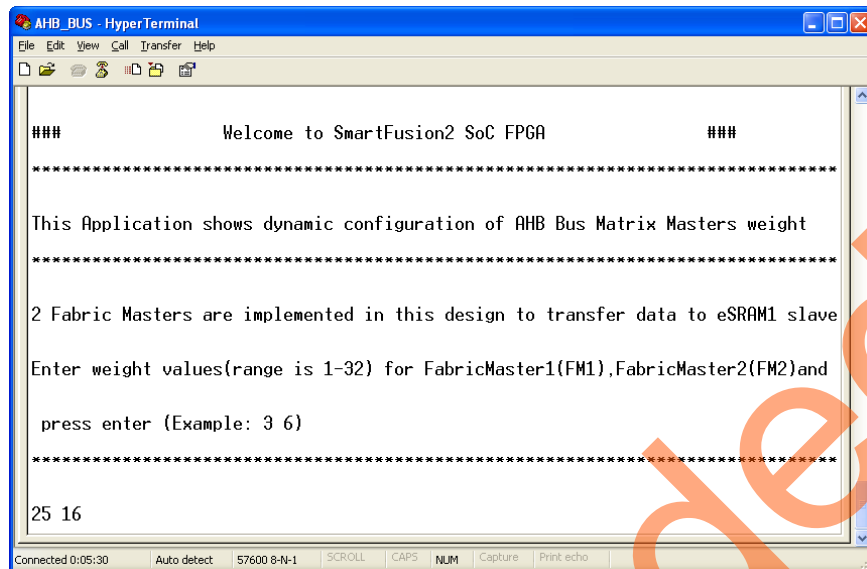 AHB_BUS - HyperTerminal
File Edit View Call Transfer Help
### Welcome to SmartFusion2 SoC FPGA ###
********************************************************************************
This Application shows dynamic configuration of AHB Bus Matrix Masters weight
********************************************************************************
2 Fabric Masters are implemented in this design to transfer data to eSRAM1 slave
Enter weight values(range is 1-32) for FabricMaster1(FM1),FabricMaster2(FM2)and
press enter (Example: 3 6)
********************************************************************************
25 16
Connected 0:05:30 Auto detect 57600 8-N-1 SCROLL CAPS NUM Capture Print echo